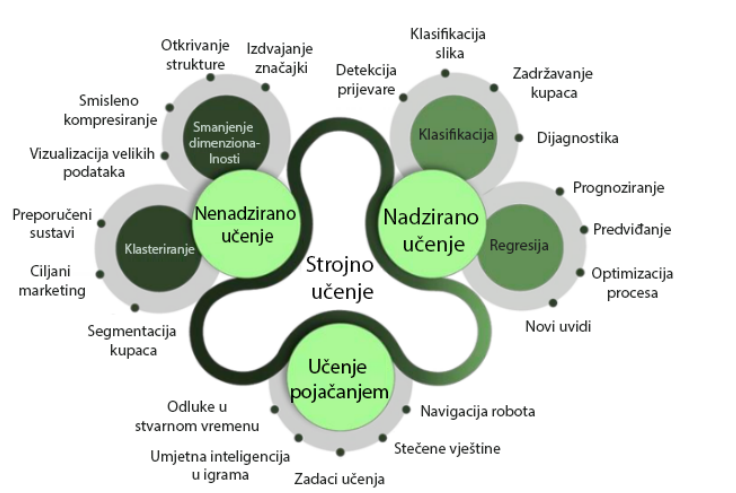 Otkrivanje
strukture
Izdvajanje
značajki
Smisleno
kompresiranje
Vizualizacija velikih
podataka
Smanjenje
dimenziona-
lnosti
Nenadzirano
učenje
Klasteriranje
Preporučeni
sustavi
Ciljani
marketing
Segmentacija
kupaca
Klasifikacija
slika
Detekcija
prijevare
Zadržavanje
kupaca
Dijagnostika
Klasifikacija
Nadzirano
učenje
Regresija
Prognoziranje
Predviđanje
Optimizacija
procesa
Novi uvidi
Strojno
učenje
Učenje
pojačanjem
Odluke u
stvarnom vremenu
Umjetna inteligencija
u igrama
Zadaci učenja
Stečene vještine
Navigacija robota